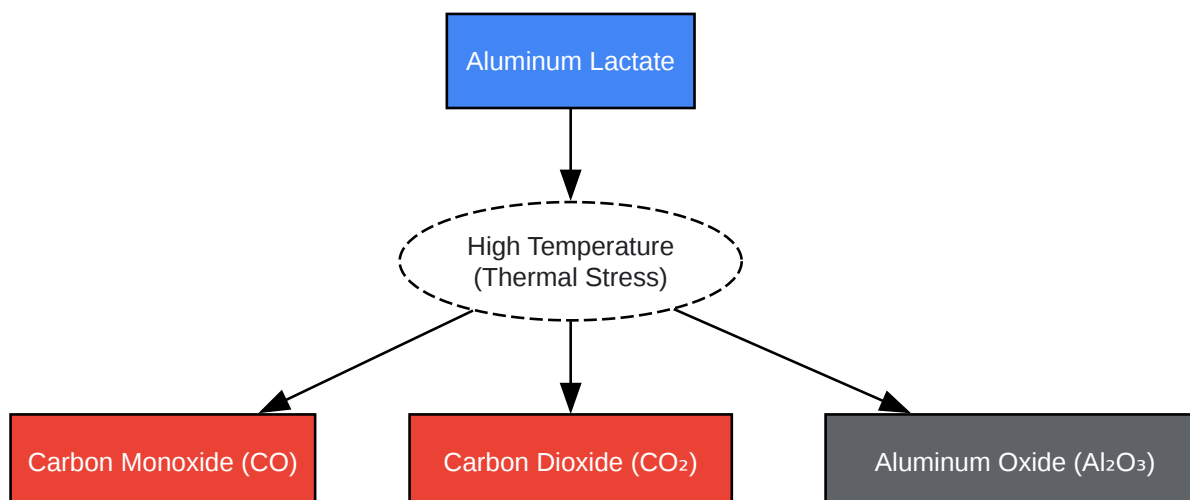 Aluminum Lactate
High Temperature
(Thermal Stress)
Carbon Monoxide (CO)
Carbon Dioxide (CO₂)
Aluminum Oxide (Al₂O₃)